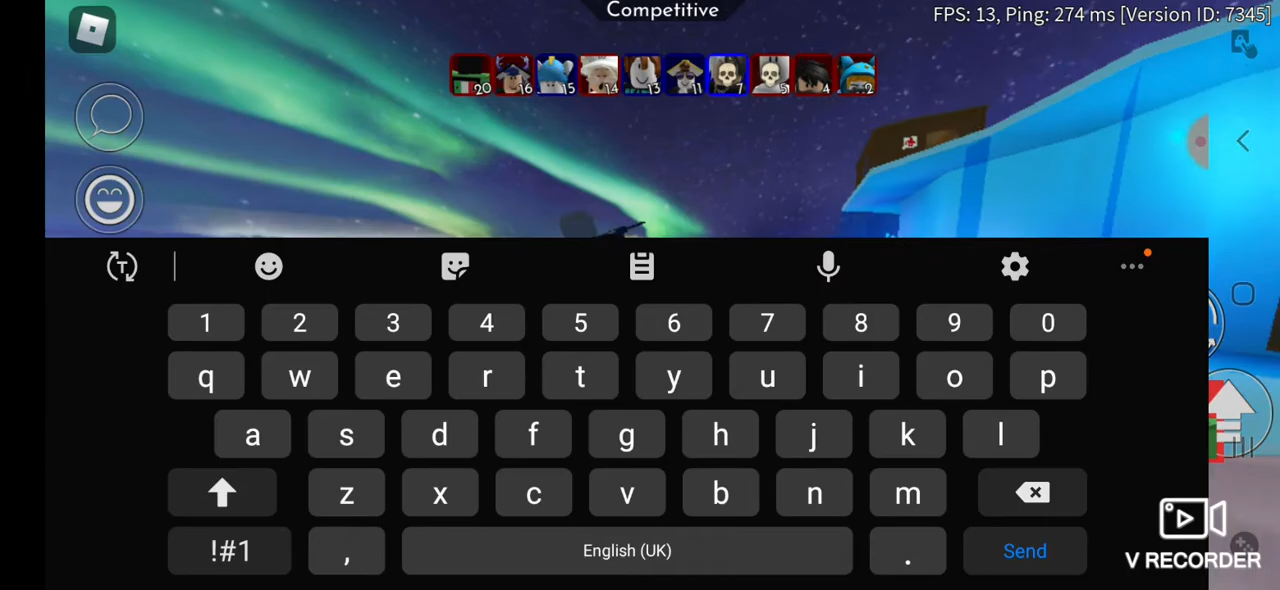 Competitive
FPS: 13, Ping: 274 ms [Version ID: 7345]
20 16 15 14 13 11 7 5 4 2
1 2 3 4 5 6 7 8 9 0
q w e r t y u i o p
a s d f g h j k l
z x c v b n m
!#1 , English (UK) . Send
V RECORDER